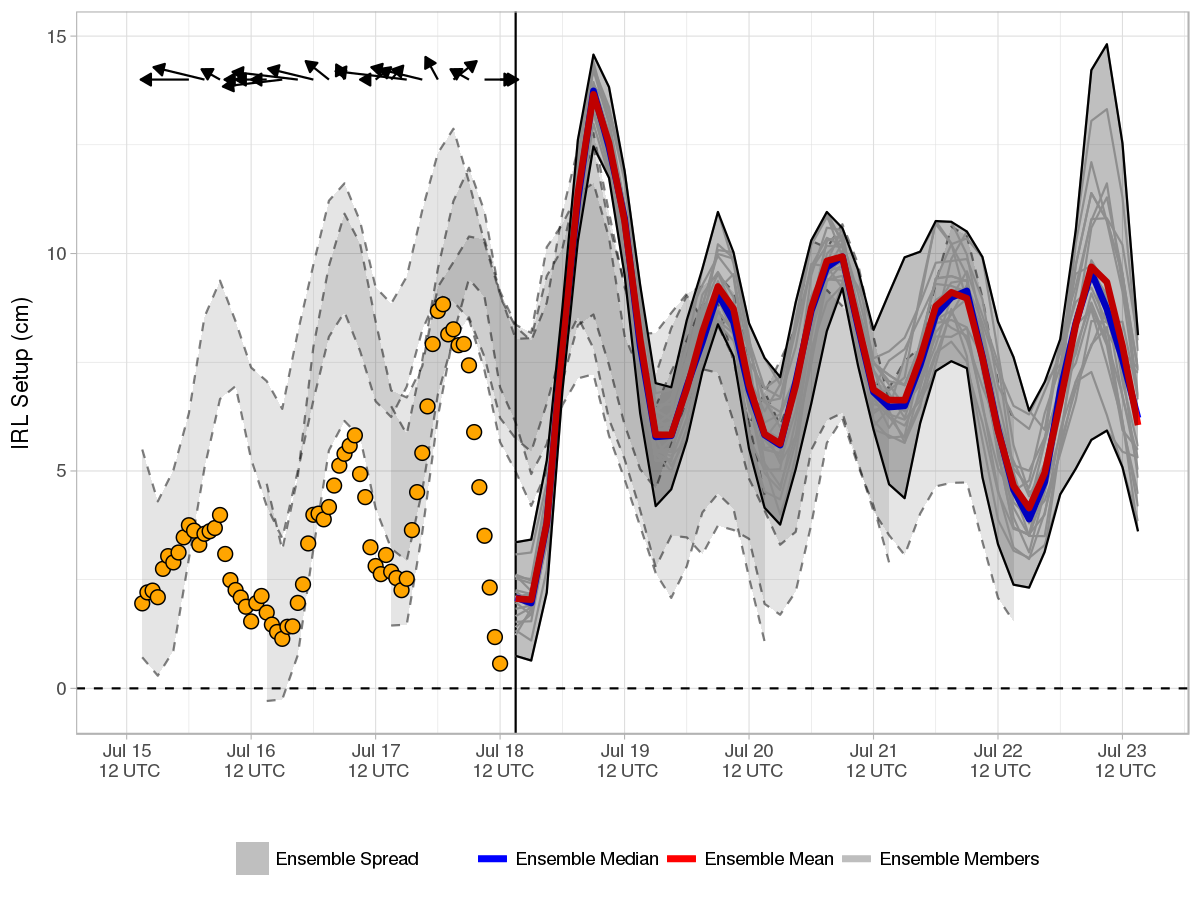 IRL Setup (cm)
15
10
5
0
Jul 15 Jul 16 Jul 17 Jul 18 Jul 19 Jul 20 Jul 21 Jul 22 Jul 23
12 UTC 12 UTC 12 UTC 12 UTC 12 UTC 12 UTC 12 UTC 12 UTC 12 UTC
Ensemble Spread Ensemble Median Ensemble Mean Ensemble Members